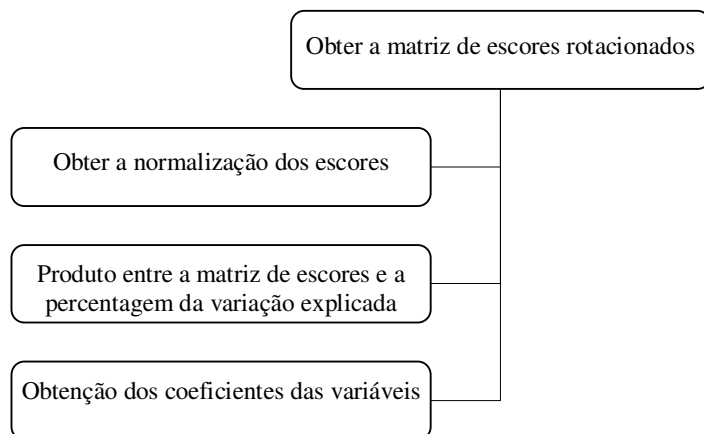 Obter a matriz de escores rotacionados
Obter a normalização dos escores
Produto entre a matriz de escores e a
percentagem da variação explicada
Obtenção dos coeficientes das variáveis